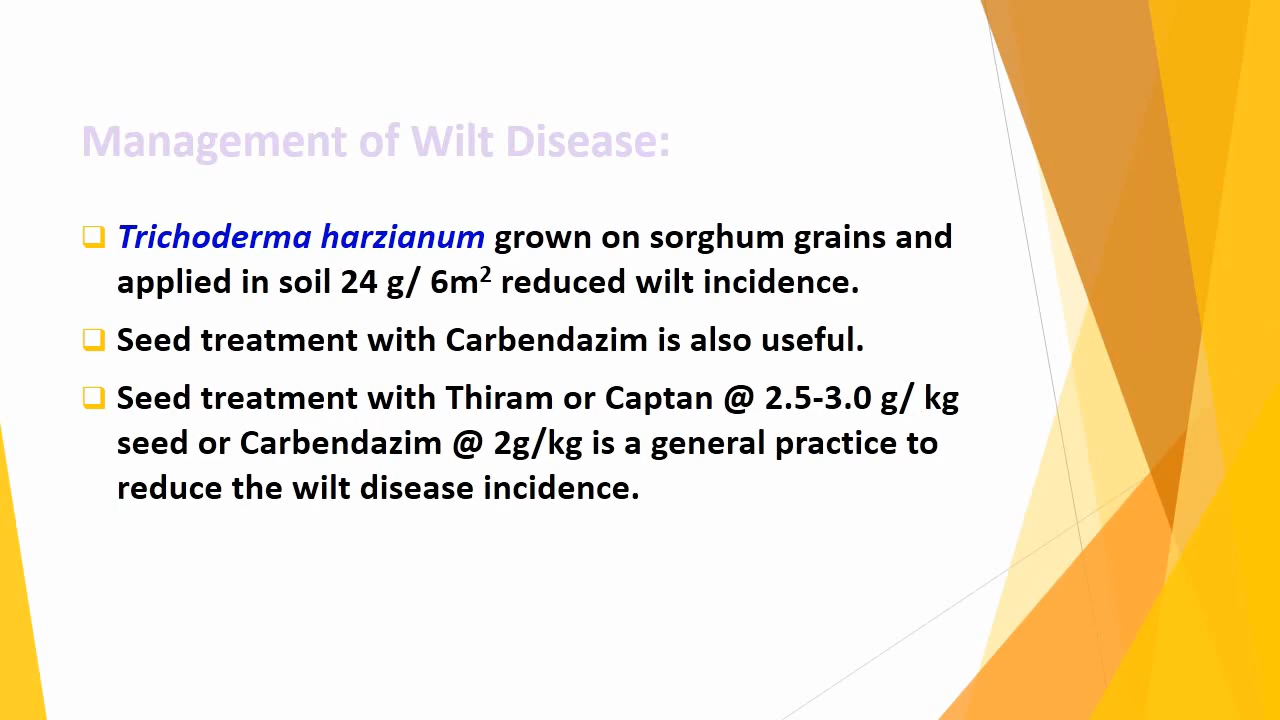 Management of Wilt Disease:
Trichoderma harzianum grown on sorghum grains and
applied in soil 24 g/ 6m² reduced wilt incidence.
Seed treatment with Carbendazim is also useful.
Seed treatment with Thiram or Captan @ 2.5-3.0 g/ kg
seed or Carbendazim @ 2g/kg is a general practice to
reduce the wilt disease incidence.